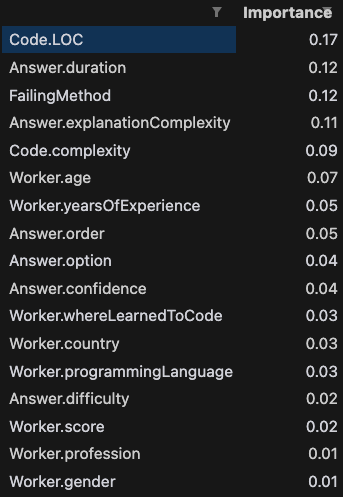 Importance
Code.LOC 0.17
Answer.duration 0.12
FailingMethod 0.12
Answer.explanationComplexity 0.11
Code.complexity 0.09
Worker.age 0.07
Worker.yearsOfExperience 0.05
Answer.order 0.05
Answer.option 0.04
Answer.confidence 0.04
Worker.whereLearnedToCode 0.03
Worker.country 0.03
Worker.programmingLanguage 0.03
Answer.difficulty 0.02
Worker.score 0.02
Worker.profession 0.01
Worker.gender 0.01